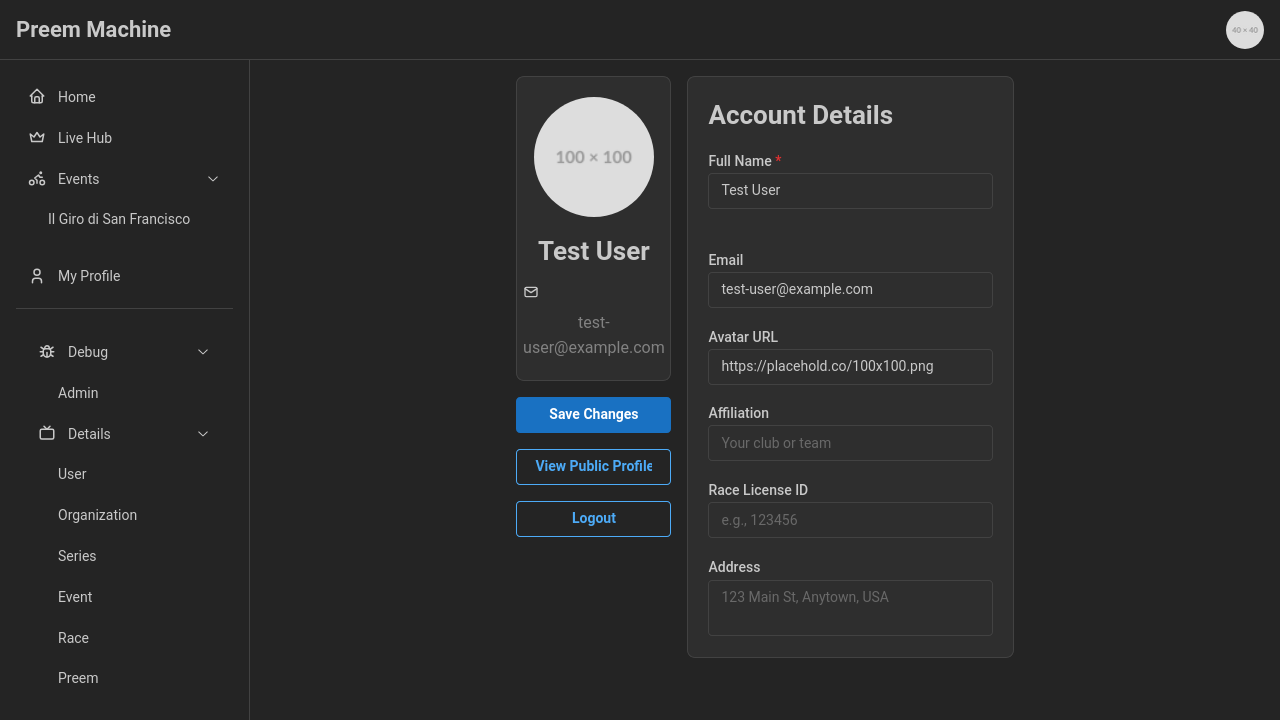 Preem Machine
40 × 40
Home
Live Hub
Events
Il Giro di San Francisco
My Profile
Debug
Admin
Details
User
Organization
Series
Event
Race
Preem
100 × 100
Test User
test-
user@example.com
Save Changes
View Public Profile
Logout
Account Details
Full Name *
Test User
Email
test-user@example.com
Avatar URL
https://placehold.co/100x100.png
Affiliation
Your club or team
Race License ID
e.g., 123456
Address
123 Main St, Anytown, USA